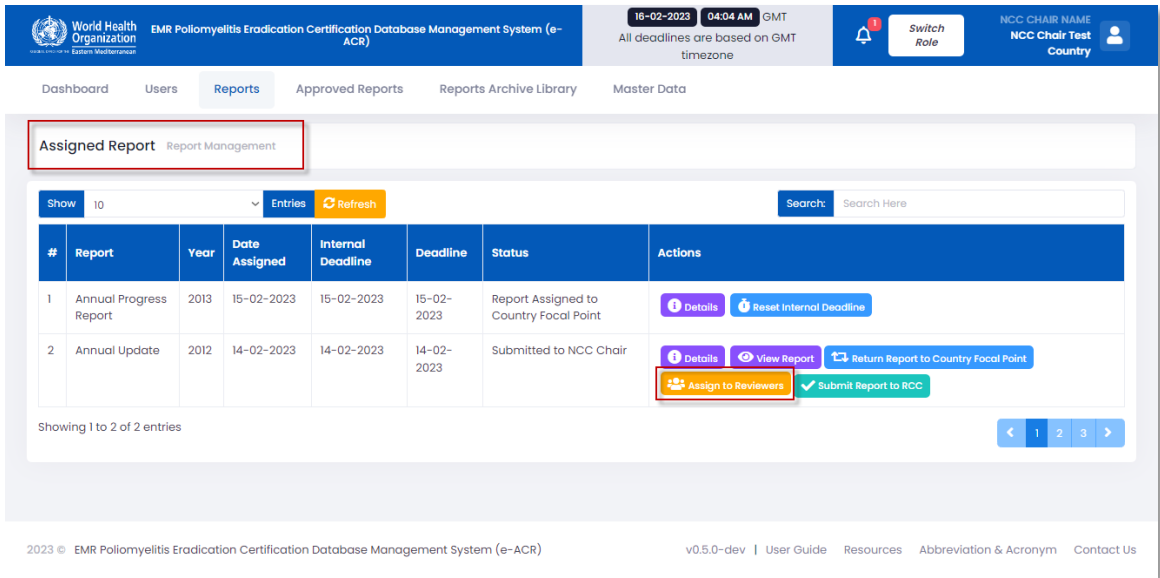 World Health
Organization
Eastern Mediterranean
EMR Poliomyelitis Eradication Certification Database Management System (e-
ACR)
16-02-2023 04:04 AM GMT
All deadlines are based on GMT
timezone
1
Switch
Role
NCC CHAIR NAME
NCC Chair Test
Country
Dashboard Users Reports Approved Reports Reports Archive Library Master Data
Assigned Report Report Management
Show 10 Entries Refresh Search: Search Here
# Report Year Date Assigned Internal Deadline Deadline Status Actions
1 Annual Progress Report 2013 15-02-2023 15-02-2023 15-02-2023 Report Assigned to Country Focal Point Details Reset Internal Deadline
2 Annual Update 2012 14-02-2023 14-02-2023 14-02-2023 Submitted to NCC Chair Details View Report Return Report to Country Focal Point
Assign to Reviewers Submit Report to RCC
Showing 1 to 2 of 2 entries < 1 2 3 >
2023 © EMR Poliomyelitis Eradication Certification Database Management System (e-ACR) v0.5.0-dev | User Guide Resources Abbreviation & Acronym Contact Us